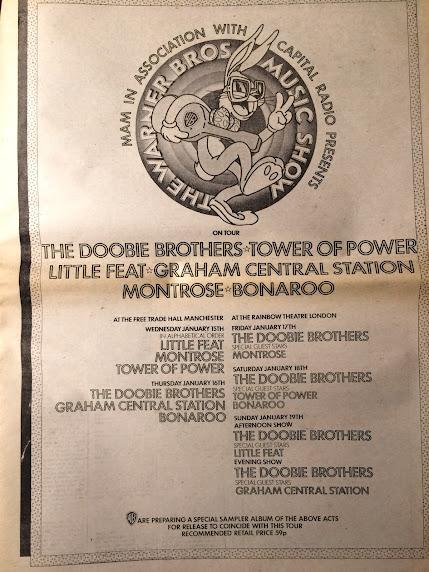 MAM IN ASSOCIATION WITH CAPITAL RADIO PRESENTS
THE WARNER BROS MUSIC SHOW
ON TOUR
THE DOOBIE BROTHERS☆TOWER OF POWER
LITTLE FEAT☆GRAHAM CENTRAL STATION
MONTROSE☆BONAROO
AT THE FREE TRADE HALL MANCHESTER
WEDNESDAY JANUARY 15TH
IN ALPHABETICAL ORDER
LITTLE FEAT
MONTROSE
TOWER OF POWER
THURSDAY JANUARY 16TH
THE DOOBIE BROTHERS
GRAHAM CENTRAL STATION
BONAROO
AT THE RAINBOW THEATRE LONDON
FRIDAY JANUARY 17TH
THE DOOBIE BROTHERS
SPECIAL GUEST STARS
MONTROSE
SATURDAY JANUARY 18TH
THE DOOBIE BROTHERS
SPECIAL GUEST STARS
TOWER OF POWER
BONAROO
SUNDAY JANUARY 19TH
AFTERNOON SHOW
THE DOOBIE BROTHERS
SPECIAL GUEST STARS
LITTLE FEAT
EVENING SHOW
THE DOOBIE BROTHERS
SPECIAL GUEST STARS
GRAHAM CENTRAL STATION
ARE PREPARING A SPECIAL SAMPLER ALBUM OF THE ABOVE ACTS
FOR RELEASE TO COINCIDE WITH THIS TOUR
RECOMMENDED RETAIL PRICE 59p